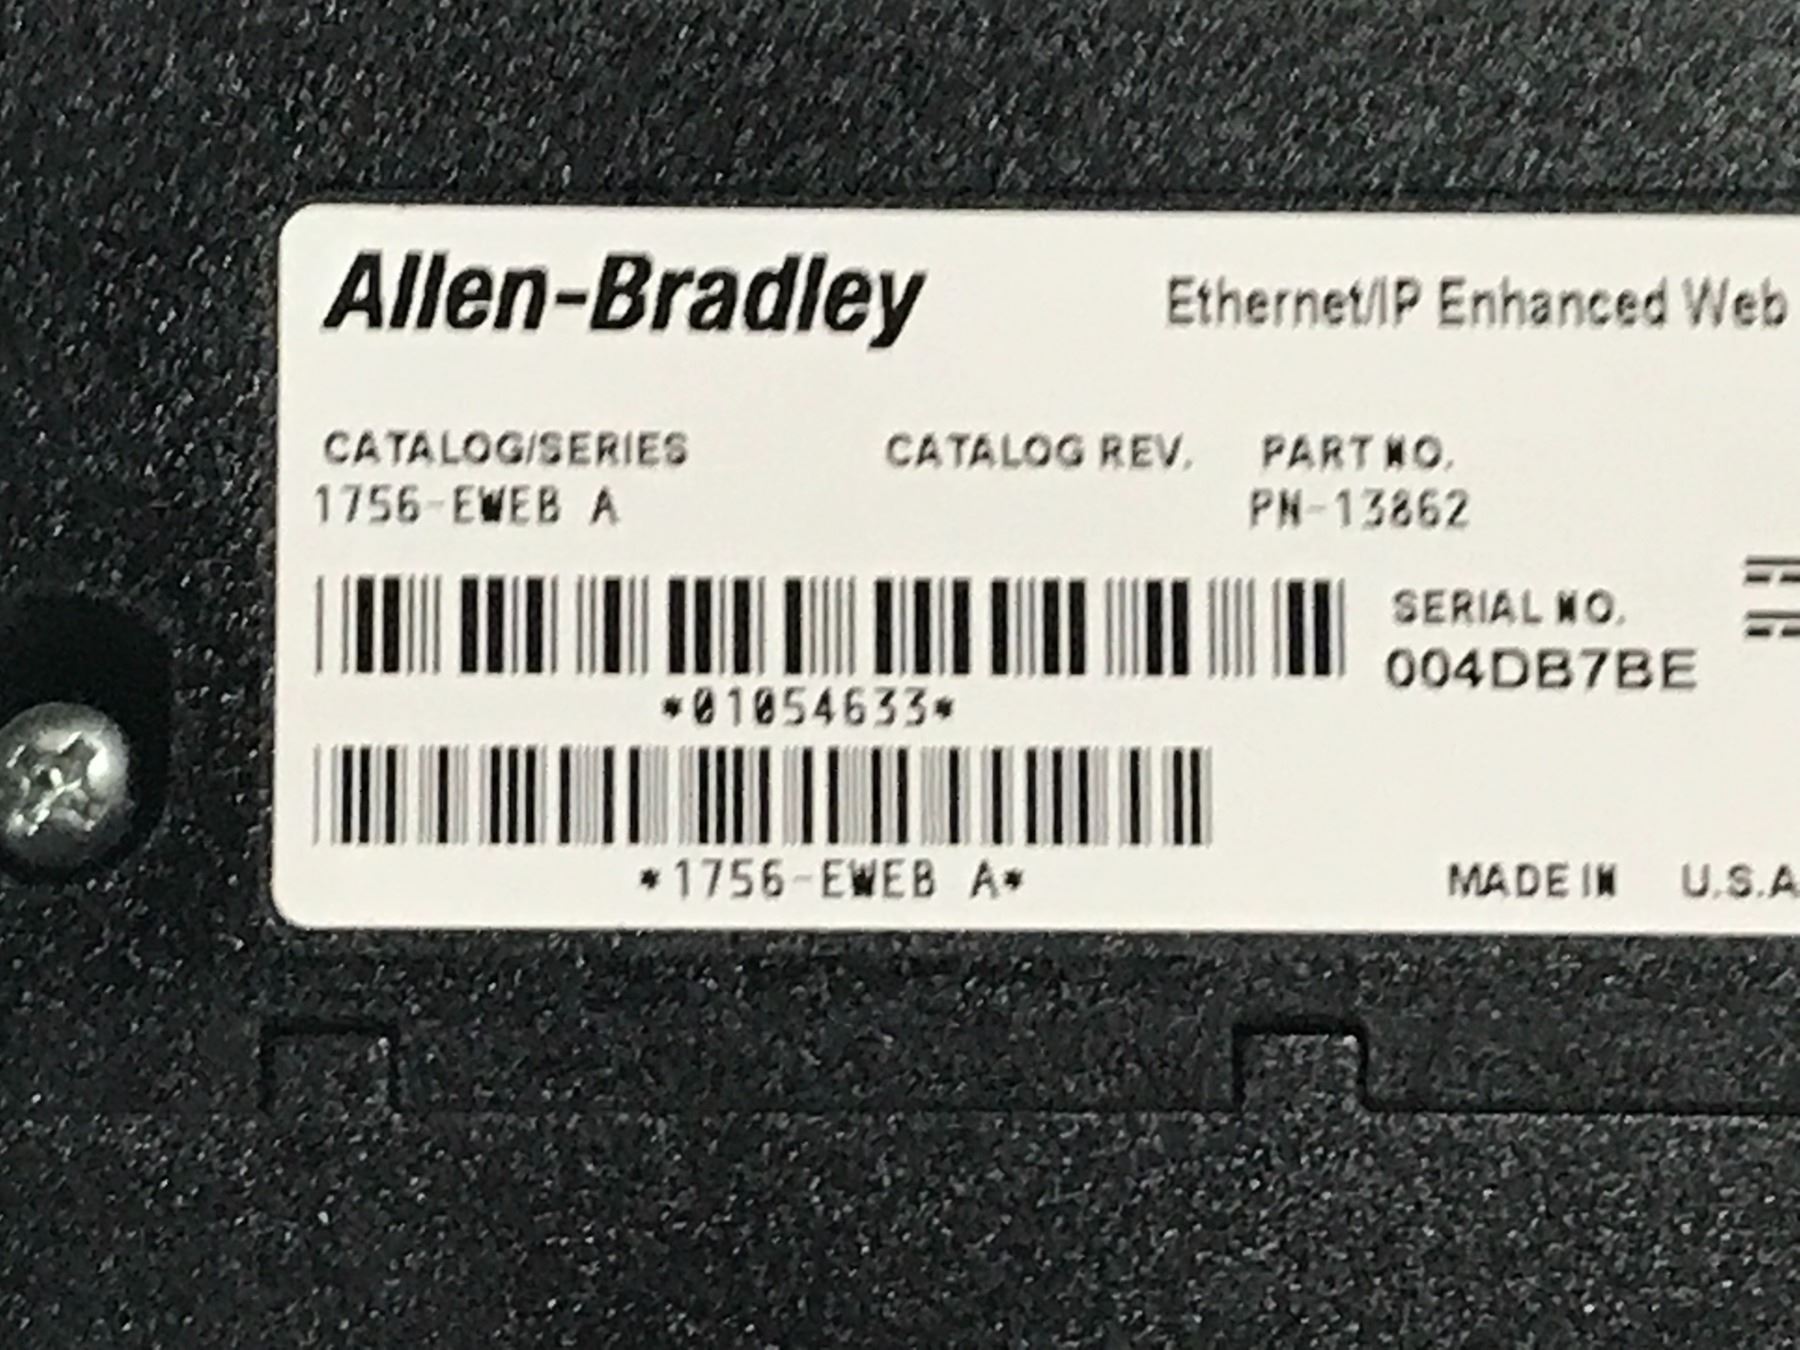 Allen-Bradley Ethernet/IP Enhanced Web
CATALOG/SERIES CATALOG REV. PART NO.
1756-EWEB A PN-13862
SERIAL NO.
004DB7BE
*01054633*
*1756-EWEB A*
MADE IN U.S.A